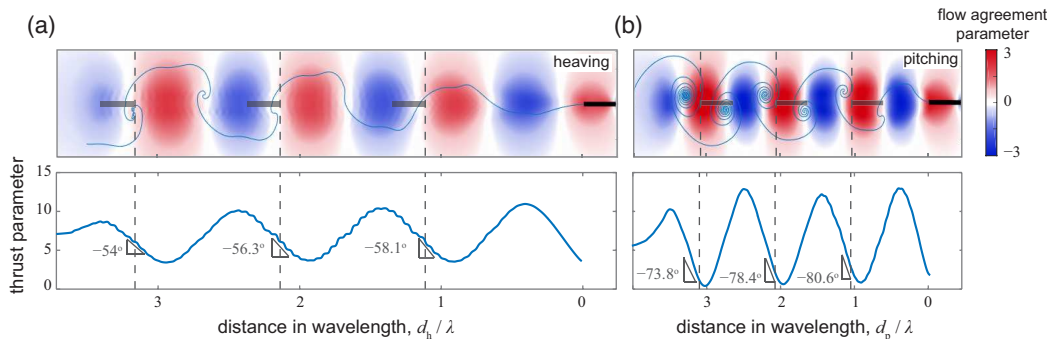 (a)
heaving
thrust parameter
15
10
5
0
−54°
−56.3°
−58.1°
3
2
1
0
distance in wavelength, dₕ / λ
(b)
pitching
−73.8°
−78.4°
−80.6°
3
2
1
0
distance in wavelength, dₚ / λ
flow agreement
parameter
3
0
−3